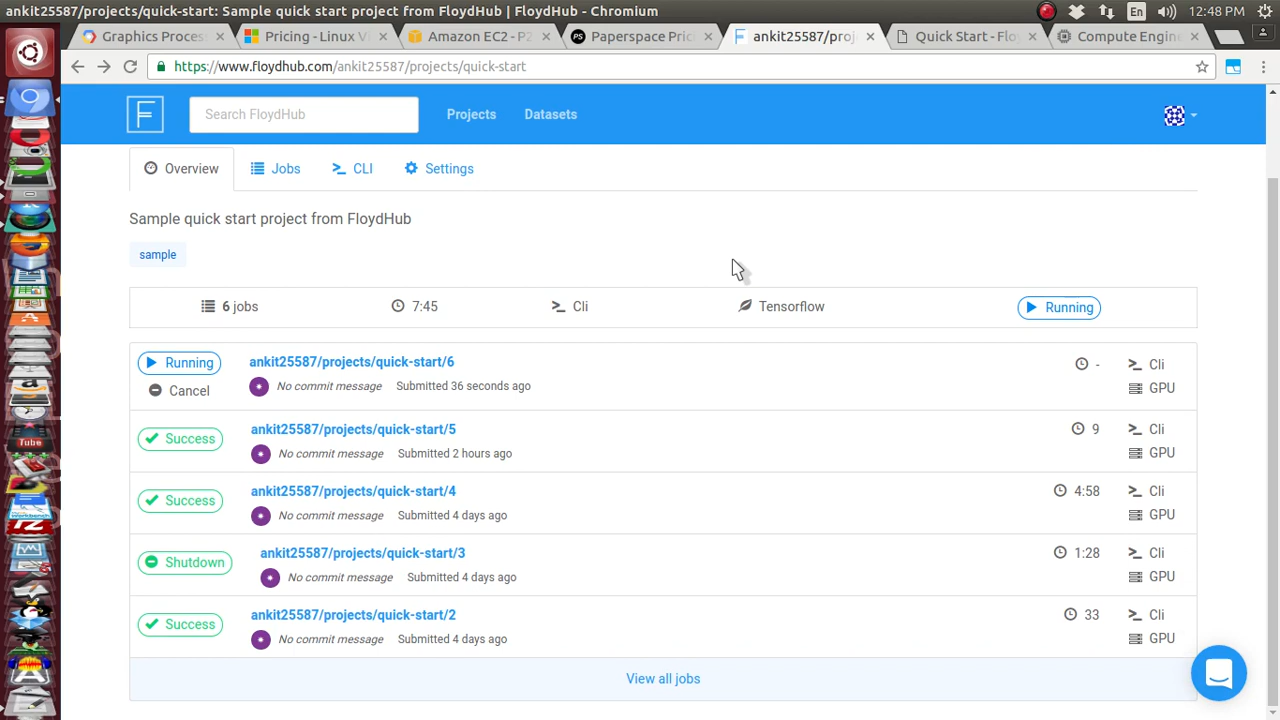 ankit25587/projects/quick-start: Sample quick start project from FloydHub | FloydHub - Chromium
En
12:48 PM
Graphics Proces
Pricing - Linux V
Amazon EC2 - P2
Paperspace Pric
ankit25587/proj
Quick Start - Flo
Compute Engin
https://www.floydhub.com/ankit25587/projects/quick-start
F
Search FloydHub
Projects
Datasets
Overview
Jobs
CLI
Settings
Sample quick start project from FloydHub
sample
6 jobs
7:45
Cli
Tensorflow
Running
Running
ankit25587/projects/quick-start/6
- Cli
Cancel
No commit message Submitted 36 seconds ago
GPU
Success
ankit25587/projects/quick-start/5
9 Cli
No commit message Submitted 2 hours ago
GPU
Success
ankit25587/projects/quick-start/4
4:58 Cli
No commit message Submitted 4 days ago
GPU
Shutdown
ankit25587/projects/quick-start/3
1:28 Cli
No commit message Submitted 4 days ago
GPU
Success
ankit25587/projects/quick-start/2
33 Cli
No commit message Submitted 4 days ago
GPU
View all jobs
Tube